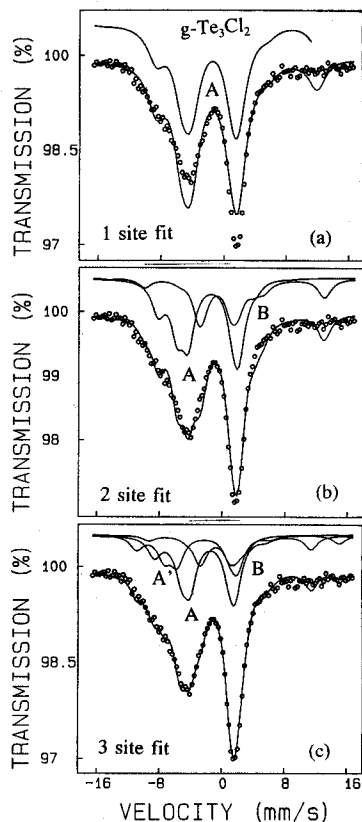 g-Te₃Cl₂
TRANSMISSION (%)
100
98.5
97
A
1 site fit
(a)
TRANSMISSION (%)
100
99
98
A
B
2 site fit
(b)
TRANSMISSION (%)
100
98.5
97
A'
A
B
3 site fit
(c)
-16 -8 0 8 16
VELOCITY (mm/s)